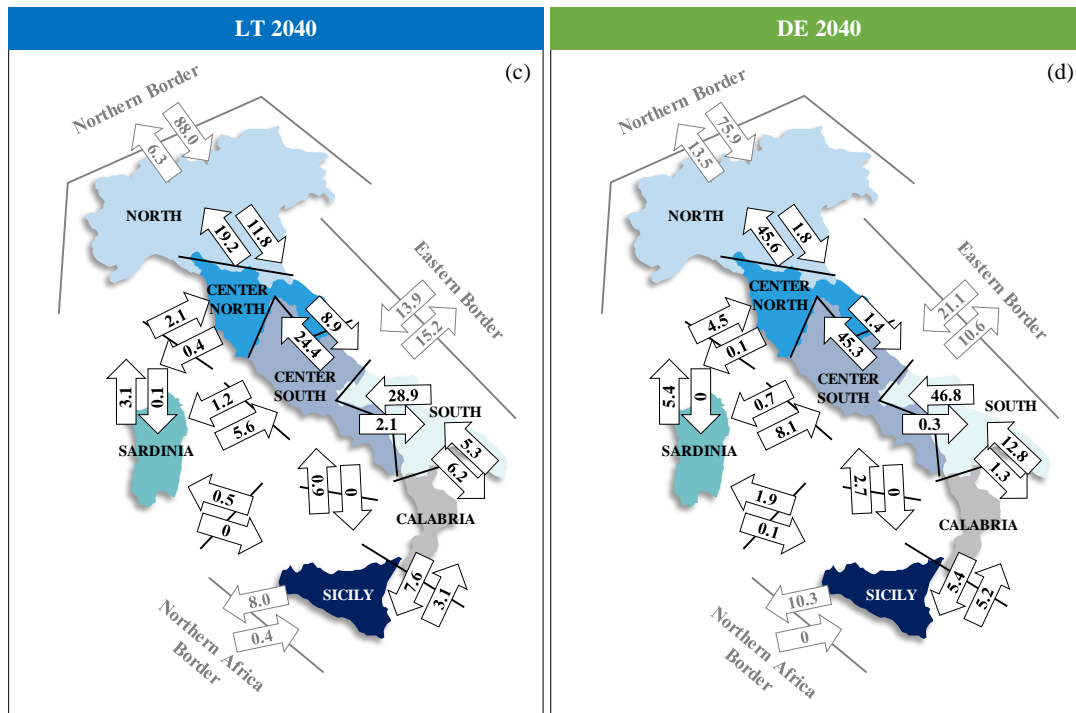 LT 2040
(c)
Northern Border
88.0
6.3
NORTH
11.8
19.2
Eastern Border
CENTER
NORTH
13.9
15.2
2.1
0.4
8.9
24.4
3.1
0.1
CENTER
SOUTH
1.2
5.6
28.9
SOUTH
2.1
SARDINIA
5.3
6.2
0.9
0
0.5
0
CALABRIA
7.6
3.1
SICILY
8.0
0.4
Northern Africa
Border
DE 2040
(d)
Northern Border
75.9
13.5
NORTH
1.8
45.6
Eastern Border
CENTER
NORTH
21.1
10.6
4.5
0.1
1.4
45.3
5.4
0
CENTER
SOUTH
0.7
8.1
46.8
SOUTH
0.3
SARDINIA
12.8
1.3
2.7
0
1.9
0.1
CALABRIA
5.4
5.2
SICILY
10.3
0
Northern Africa
Border